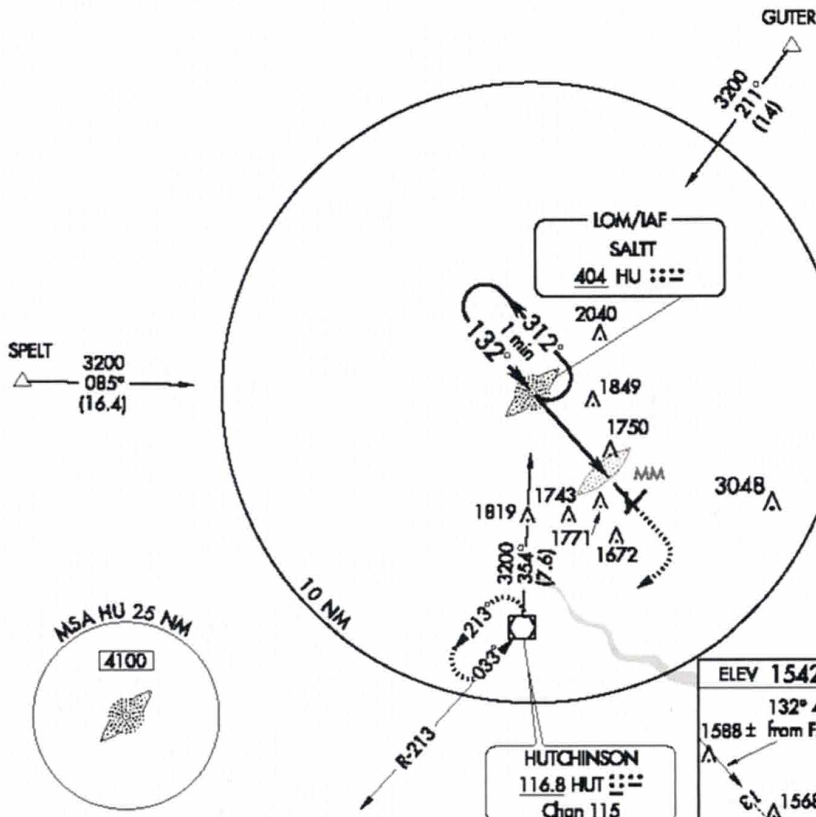 GUTER
3200
211°
(14)
LOM/IAF
SALTT
404 HU
2040
312°
1 min
132°
SPELT
3200
085°
(16.4)
1849
1750
MM
3048
1819
1743
1771
1672
3200
354°
(7.6)
10 NM
213°
033°
R-213
MSA HU 25 NM
4100
HUTCHINSON
116.8 HUT
Chan 115
ELEV 1542
132° 4
from F
1588 ±
1568